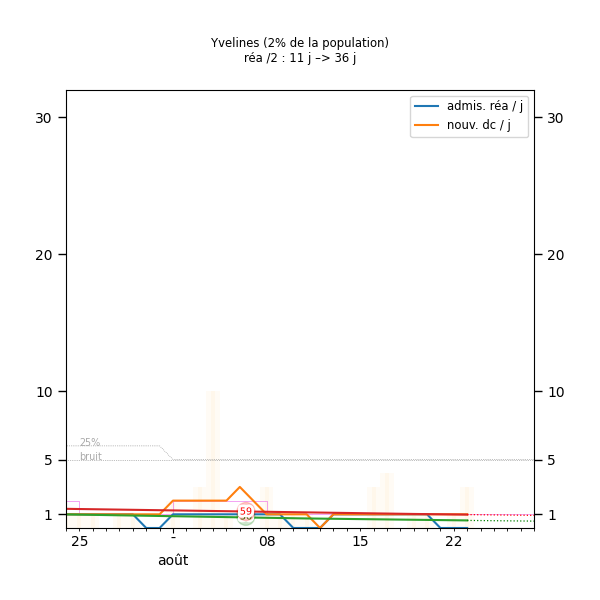 Yvelines (2% de la population)
réa /2 : 11 j –> 36 j
admis. réa / j
nouv. dc / j
30 30
20 20
10 10
25%
5 bruit 5
59
1 1
25 - 08 15 22
août